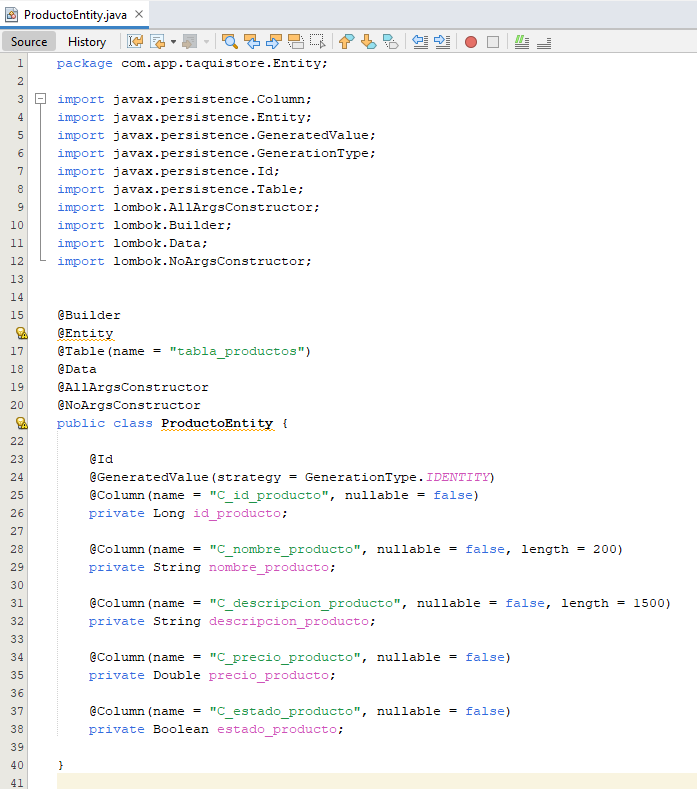 ProductoEntity.java
Source History
1 package com.app.taquistore.Entity;
2
3 import javax.persistence.Column;
4 import javax.persistence.Entity;
5 import javax.persistence.GeneratedValue;
6 import javax.persistence.GenerationType;
7 import javax.persistence.Id;
8 import javax.persistence.Table;
9 import lombok.AllArgsConstructor;
10 import lombok.Builder;
11 import lombok.Data;
12 import lombok.NoArgsConstructor;
13
14
15 @Builder
@Entity
17 @Table(name = "tabla_productos")
18 @Data
19 @AllArgsConstructor
20 @NoArgsConstructor
public class ProductoEntity {
22
23 @Id
24 @GeneratedValue(strategy = GenerationType.IDENTITY)
25 @Column(name = "C_id_producto", nullable = false)
26 private Long id_producto;
27
28 @Column(name = "C_nombre_producto", nullable = false, length = 200)
29 private String nombre_producto;
30
31 @Column(name = "C_descripcion_producto", nullable = false, length = 1500)
32 private String descripcion_producto;
33
34 @Column(name = "C_precio_producto", nullable = false)
35 private Double precio_producto;
36
37 @Column(name = "C_estado_producto", nullable = false)
38 private Boolean estado_producto;
39
40 }
41